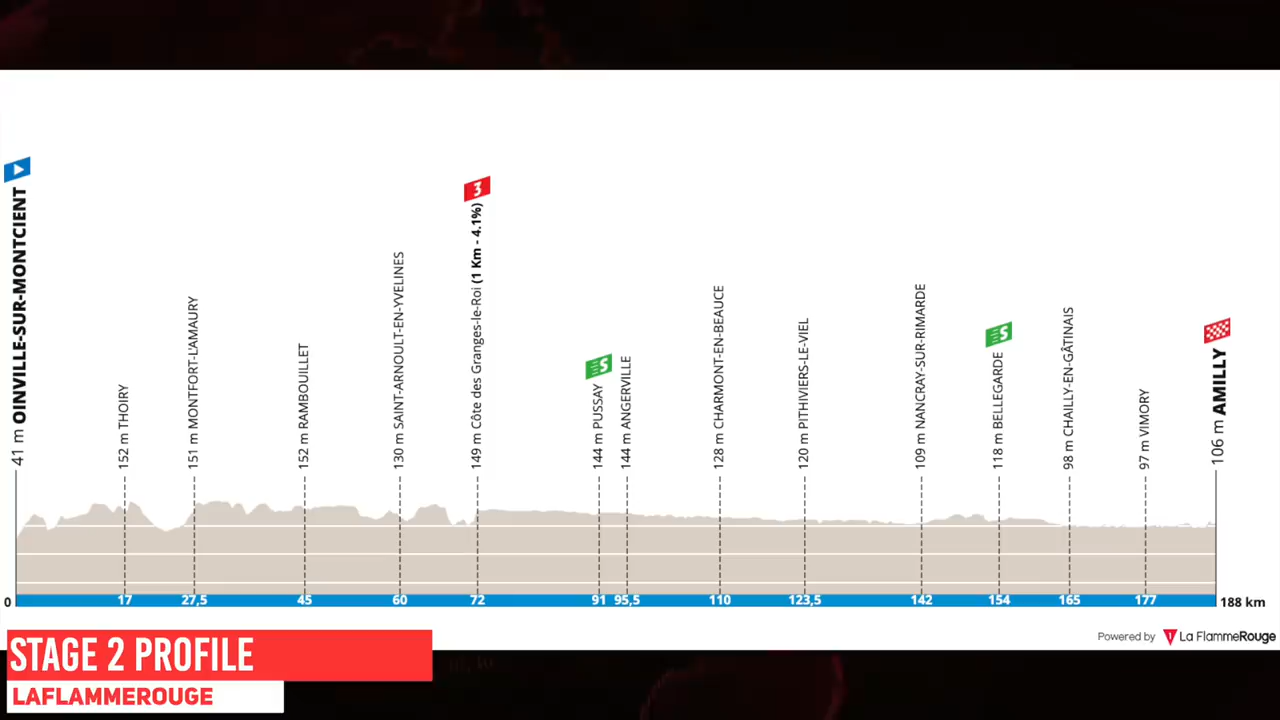 41 m OINVILLE-SUR-MONTCIENT
152 m THOIRY
151 m MONTFORT-L'AMAURY
152 m RAMBOUILLET
130 m SAINT-ARNOULT-EN-YVELINES
3
149 m Côte des Granges-le-Roi (1 Km - 4.1%)
S
144 m PUSSAY
144 m ANGERVILLE
128 m CHARMONT-EN-BEAUCE
120 m PITHIVIERS-LE-VIEL
109 m NANCRAY-SUR-RIMARDE
S
118 m BELLEGARDE
98 m CHAILLY-EN-GÂTINAIS
97 m VIMORY
106 m AMILLY
0 17 27,5 45 60 72 91 95,5 110 123,5 142 154 165 177 188 km
Powered by La FlammeRouge
STAGE 2 PROFILE
LAFLAMMEROUGE